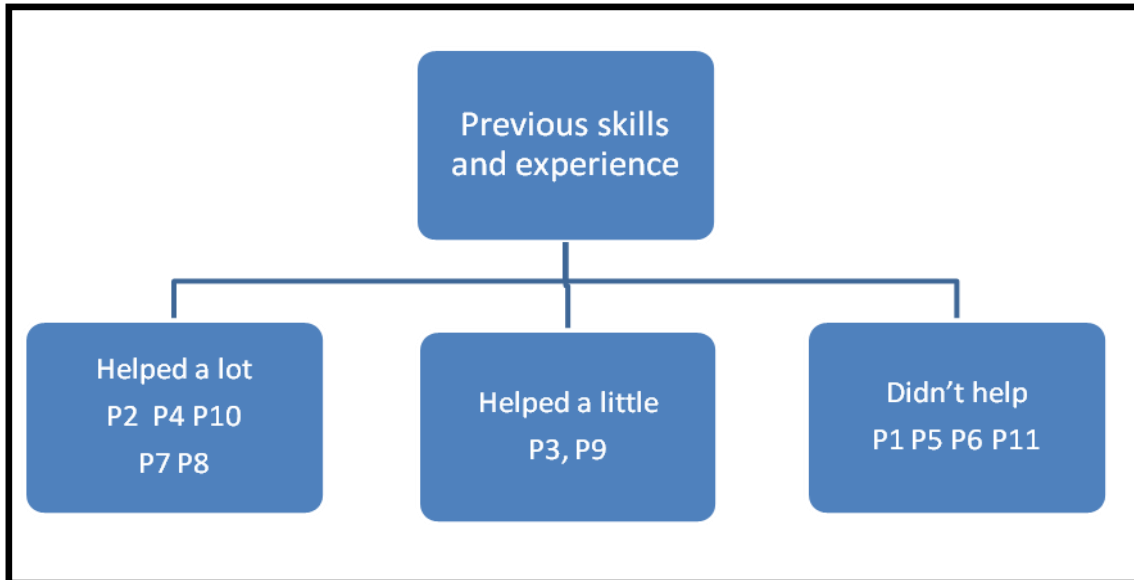 Previous skills
and experience
Helped a lot
P2 P4 P10
P7 P8
Helped a little
P3, P9
Didn’t help
P1 P5 P6 P11